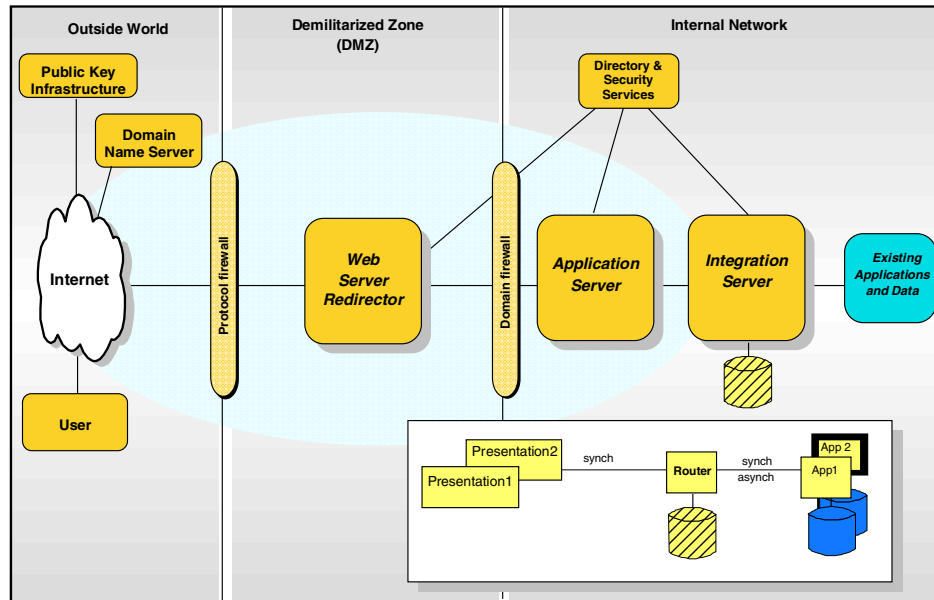 Outside World
Demilitarized Zone
(DMZ)
Internal Network
Public Key
Infrastructure
Directory &
Security
Services
Domain
Name Server
Internet
Protocol firewall
Web
Server
Redirector
Domain firewall
Application
Server
Integration
Server
Existing
Applications
and Data
User
Presentation2
Presentation1
synch
Router
synch
asynch
App 2
App1